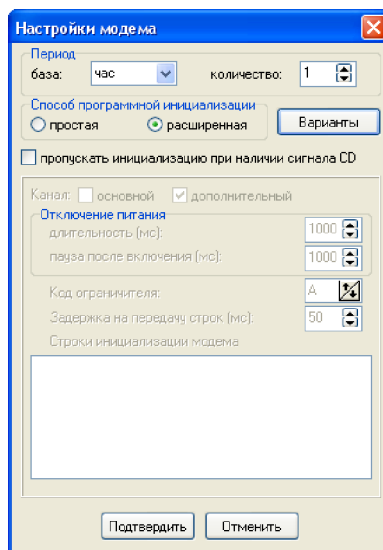 Настройки модема
Период
база: час количество: 1
Способ программной инициализации
простая расширенная Варианты
пропускать инициализацию при наличии сигнала CD
Канал: основной дополнительный
Отключение питания
длительность (мс): 1000
пауза после включения (мс): 1000
Код ограничителя: A
Задержка на передачу строк (мс): 50
Строки инициализации модема
Подтвердить Отменить